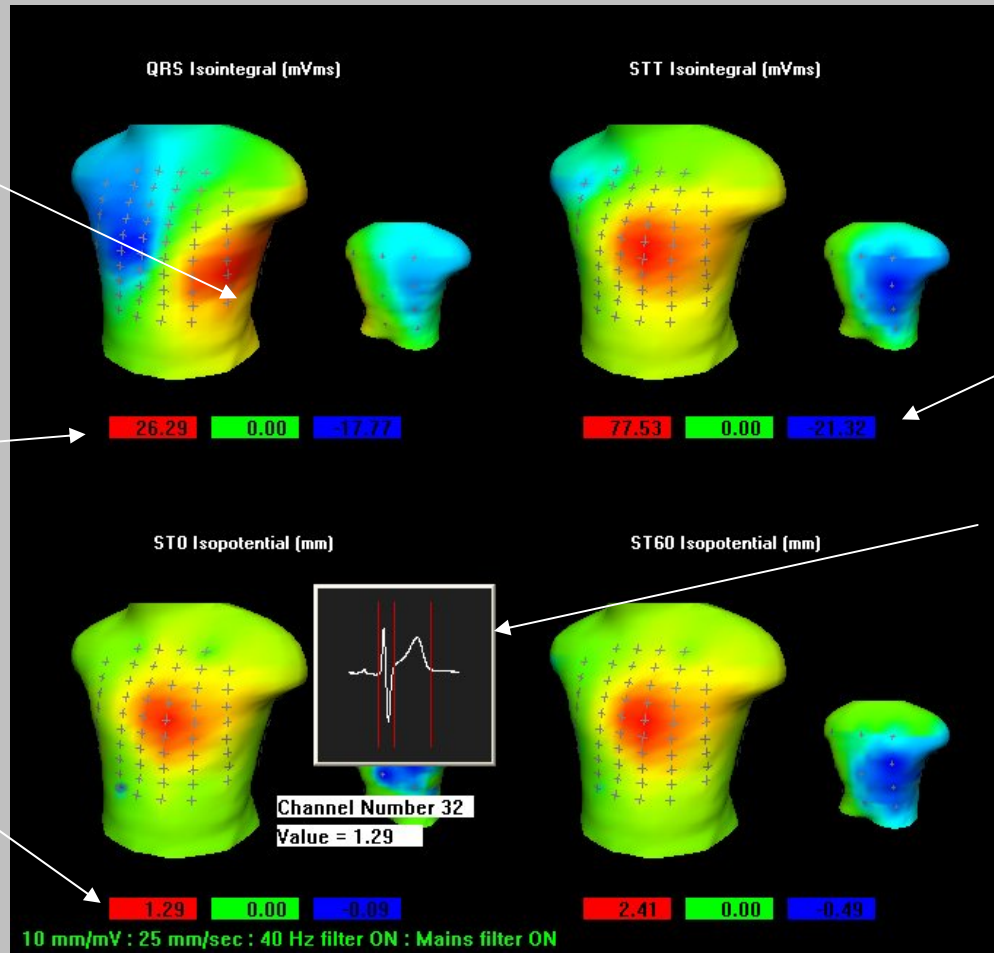 QRS Isointegral (mVms)
STT Isointegral (mVms)
26.29 0.00 -17.77
77.53 0.00 -21.32
ST0 Isopotential (mm)
ST60 Isopotential (mm)
Channel Number 32
Value = 1.29
1.29 0.00 -0.09
2.41 0.00 -0.49
10 mm/mV : 25 mm/sec : 40 Hz filter ON : Mains filter ON